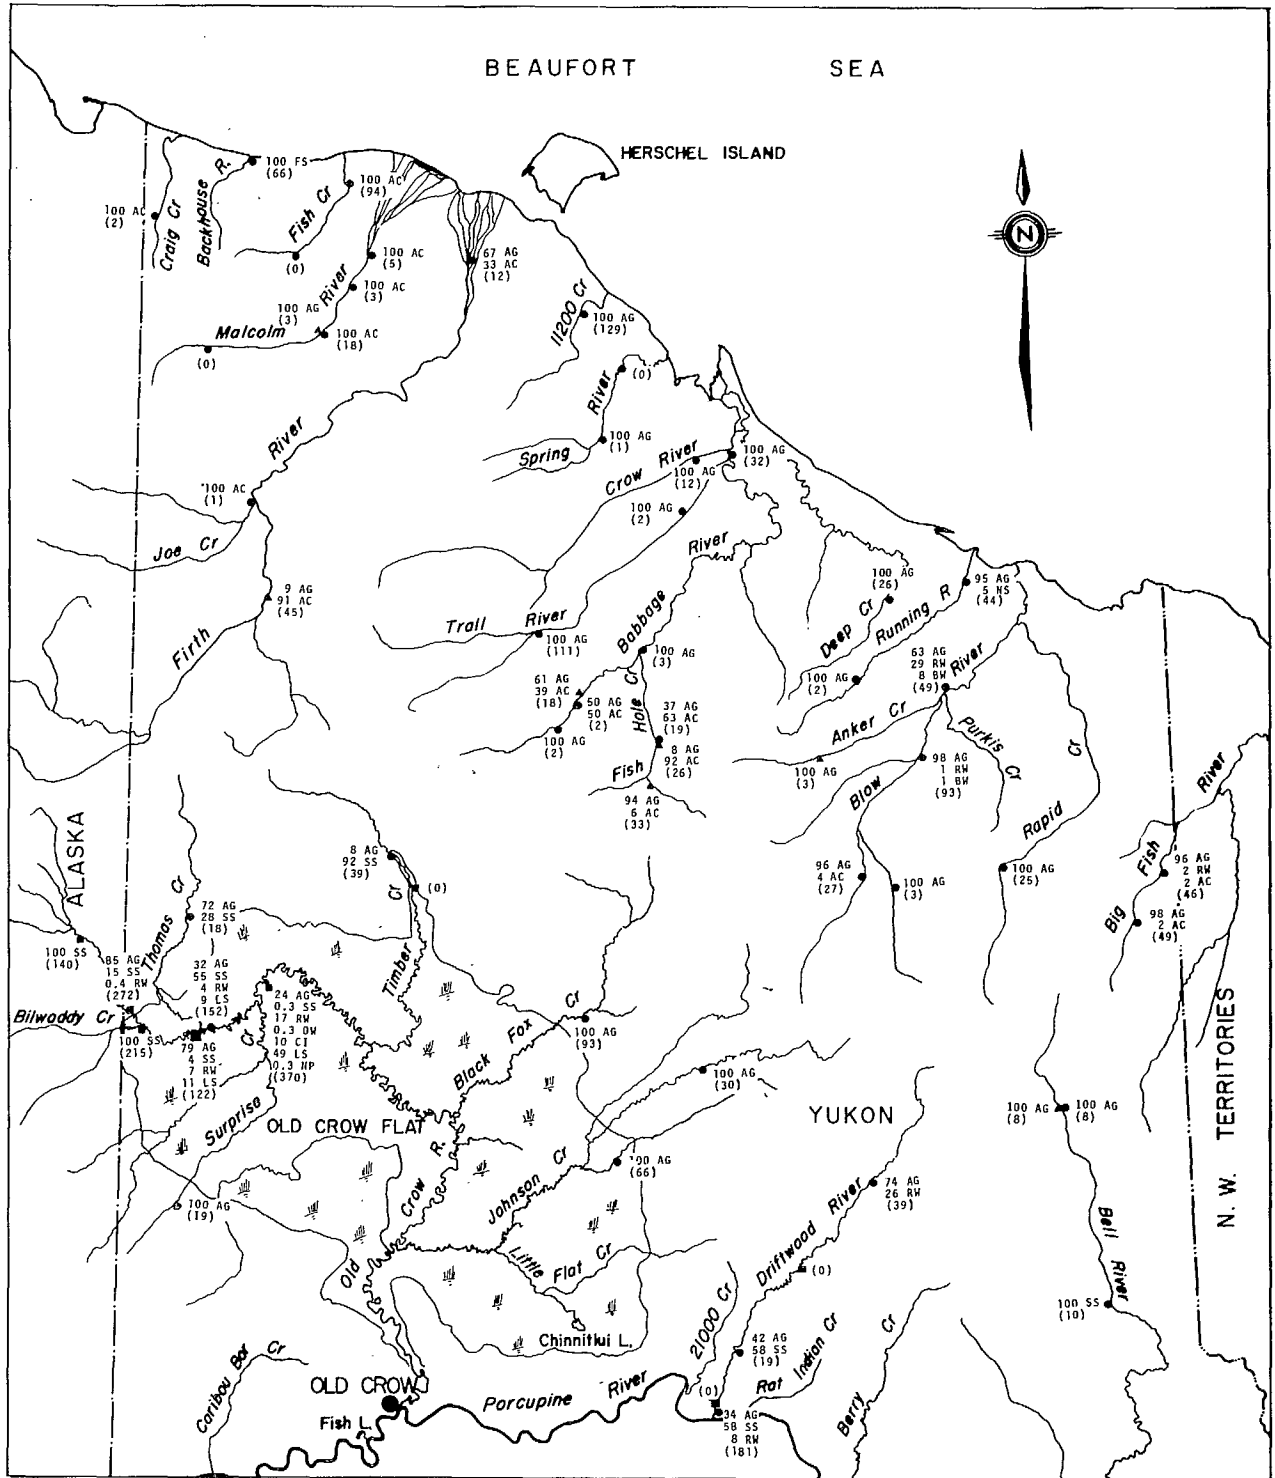 BEAUFORT SEA
HERSCHEL ISLAND
N
100 FS
(66)
Backhouse R.
Craig Cr
100 AC
(2)
Fish Cr
100 AC
(94)
(0)
100 AC
(5)
100 AC
(3)
River
100 AG
(3)
Malcolm
100 AC
(18)
(0)
67 AG
33 AC
(12)
11200 Cr
100 AG
(129)
River
(0)
Spring
100 AG
(1)
River
100 AC
(1)
Joe Cr
Crow River
100 AG
(12)
100 AG
(32)
100 AG
(2)
River
9 AG
91 AC
(45)
Firth
Trail River
100 AG
(111)
Babbage
100 AG
(3)
61 AG
39 AC
(18)
50 AG
50 AC
(2)
100 AG
(2)
Hole Cr
37 AG
63 AC
(19)
8 AG
92 AC
(26)
Fish
94 AG
6 AC
(33)
100 AG
(26)
Deep Cr
Running R
95 AG
5 NS
(44)
100 AG
(2)
63 AG
29 RW
8 BW
(49)
River
Anker Cr
100 AG
(3)
Purkis Cr
Cr
98 AG
1 RW
1 BW
(93)
Blow
Rapid
96 AG
4 AC
(27)
100 AG
(3)
100 AG
(25)
River
Fish
Big
96 AG
2 RW
2 AC
(46)
98 AG
2 AC
(49)
ALASKA
8 AG
92 SS
(39)
(0)
Timber Cr
Thomas Cr
72 AG
28 SS
(18)
100 SS
(140)
85 AG
15 SS
0.4 RW
(272)
32 AG
55 SS
4 RW
9 LS
(152)
24 AG
0.3 SS
17 RW
0.3 OW
10 CI
49 LS
0.3 NP
(370)
Bilwaddy Cr
100 SS
(215)
79 AG
4 SS
7 RW
11 LS
(122)
Surprise Cr
Black Fox Cr
100 AG
(93)
100 AG
(30)
OLD CROW FLAT
YUKON
N. W. TERRITORIES
100 AG
(8)
100 AG
(8)
Johnson Cr
100 AG
(66)
100 AG
(19)
Old Crow R.
Little Flat Cr
Driftwood River
74 AG
26 RW
(39)
(0)
Bell River
100 SS
(10)
21000 Cr
Chinnitlui L.
42 AG
58 SS
(19)
Rat Indian Cr
Berry Cr
Caribou Bar Cr
OLD CROW
Fish L.
Porcupine River
(0)
34 AG
58 SS
8 RW
(181)